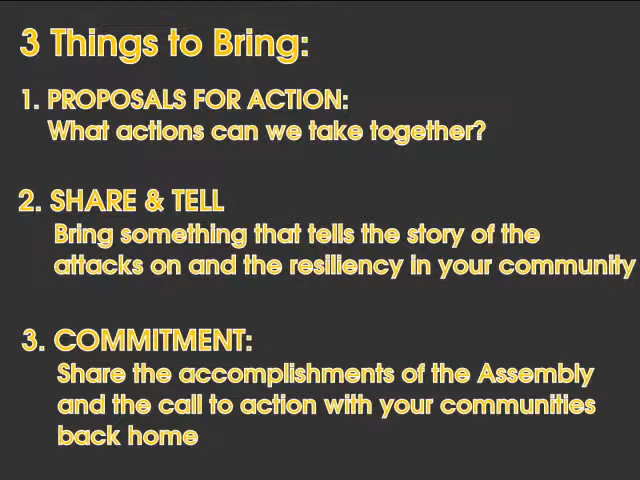 3 Things to Bring:
1. PROPOSALS FOR ACTION:
What actions can we take together?
2. SHARE & TELL
Bring something that tells the story of the
attacks on and the resiliency in your community
3. COMMITMENT:
Share the accomplishments of the Assembly
and the call to action with your communities
back home